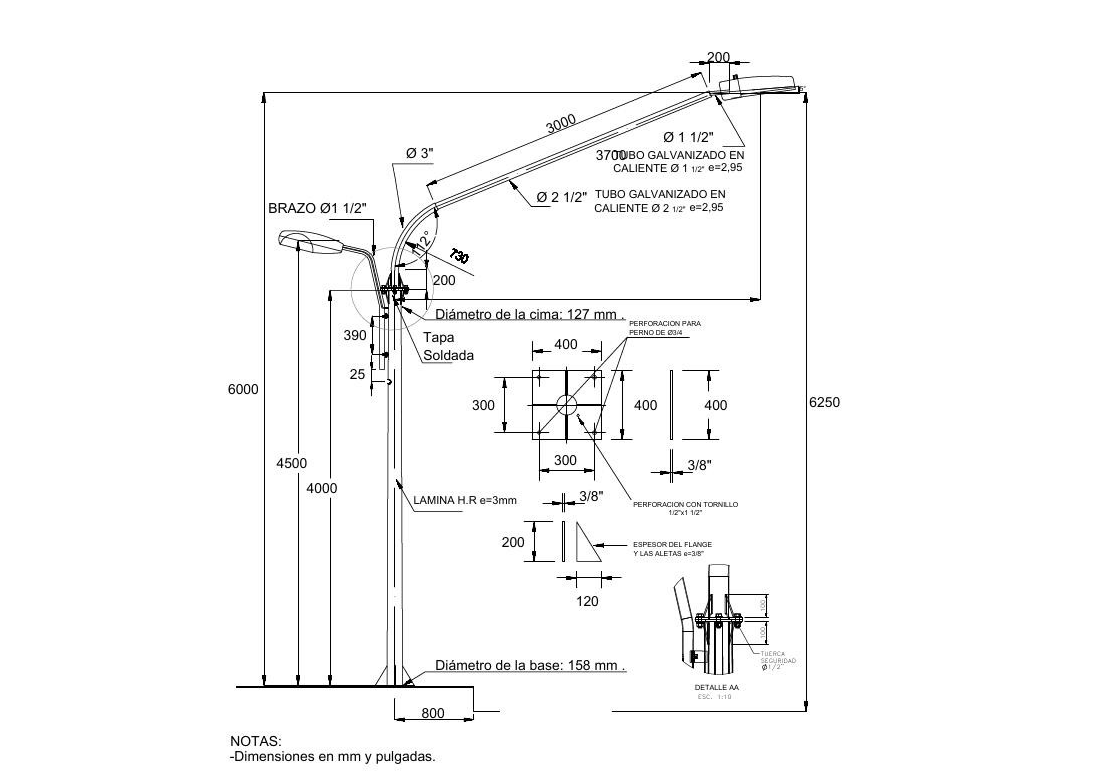 200
3000
Ø 1 1/2"
Ø 3"
3700
TUBO GALVANIZADO EN
CALIENTE Ø 1 1/2" e=2,95
Ø 2 1/2"
TUBO GALVANIZADO EN
CALIENTE Ø 2 1/2" e=2,95
BRAZO Ø1 1/2"
112°
730
200
Diámetro de la cima: 127 mm .
PERFORACION PARA
PERNO DE Ø3/4
390
Tapa
Soldada
400
25
6000
300
400
400
6250
4500
300
3/8"
4000
LAMINA H.R e=3mm
3/8"
PERFORACION CON TORNILLO
1/2"x1 1/2"
200
ESPESOR DEL FLANGE
Y LAS ALETAS e=3/8"
120
100
100
TUERCA
SEGURIDAD
Ø1/2"
Diámetro de la base: 158 mm .
DETALLE AA
ESC. 1:10
800
NOTAS:
-Dimensiones en mm y pulgadas.